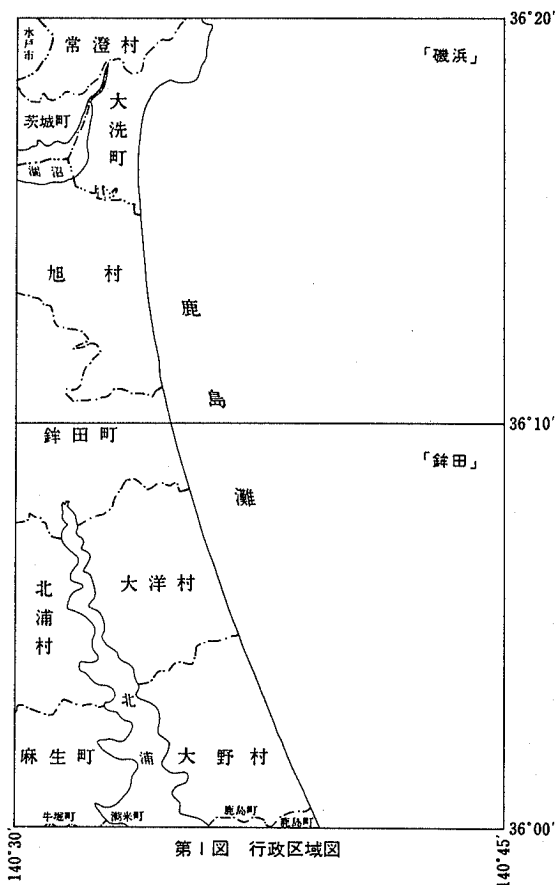 36°20′
水戸市
常澄村
「磯浜」
大洗町
茨城町
涸沼
旭村
鹿島灘
36°10′
鉾田町
「鉾田」
大洋村
北浦村
北浦
麻生町
大野村
牛堀町
潮来町
鹿島町
鹿島町
36°00′
140°30′
第1図 行政区域図
140°45′